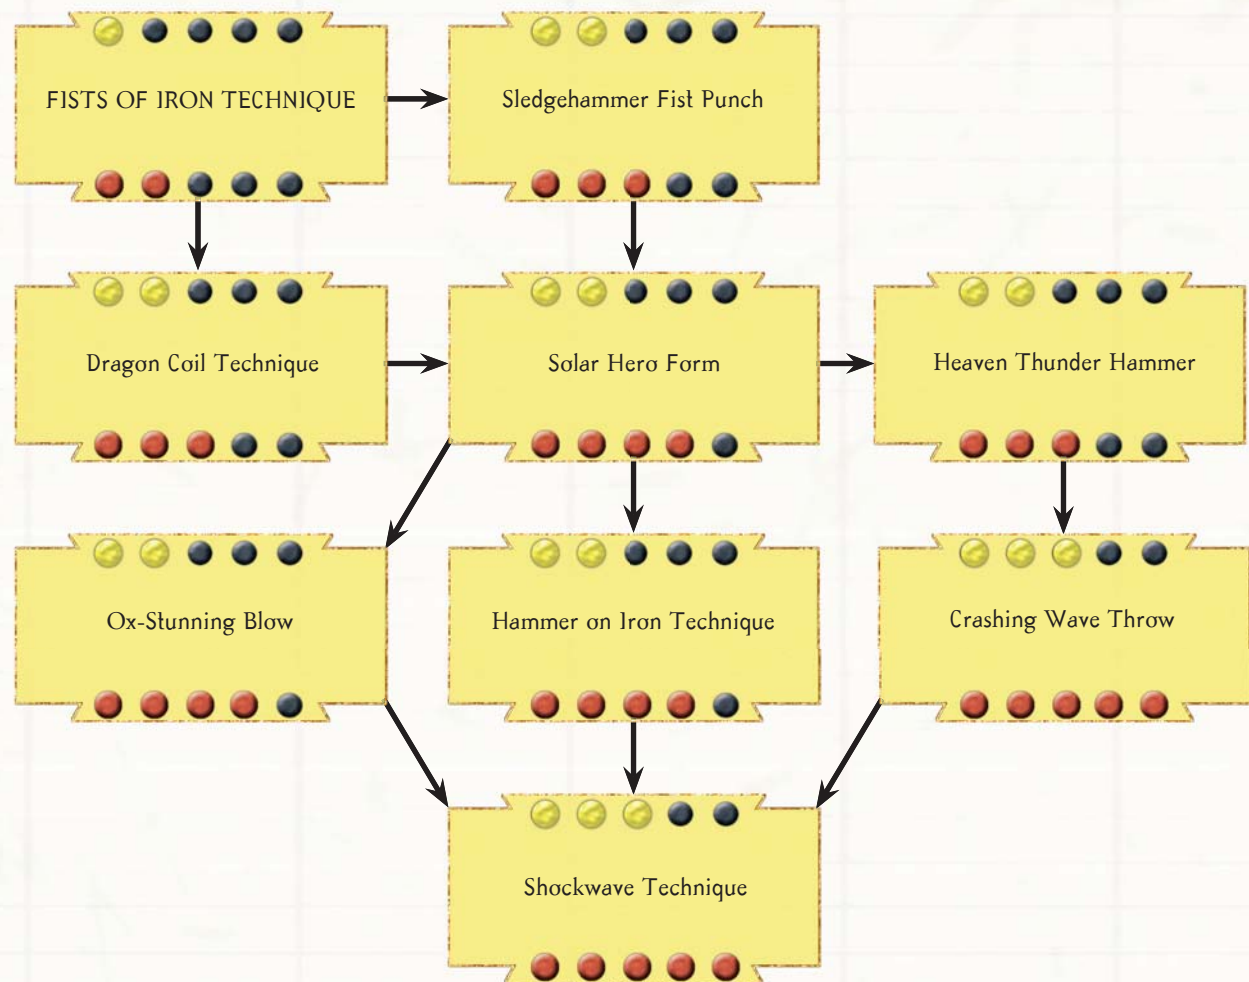 FISTS OF IRON TECHNIQUE
Sledgehammer Fist Punch
Dragon Coil Technique
Solar Hero Form
Heaven Thunder Hammer
Ox-Stunning Blow
Hammer on Iron Technique
Crashing Wave Throw
Shockwave Technique